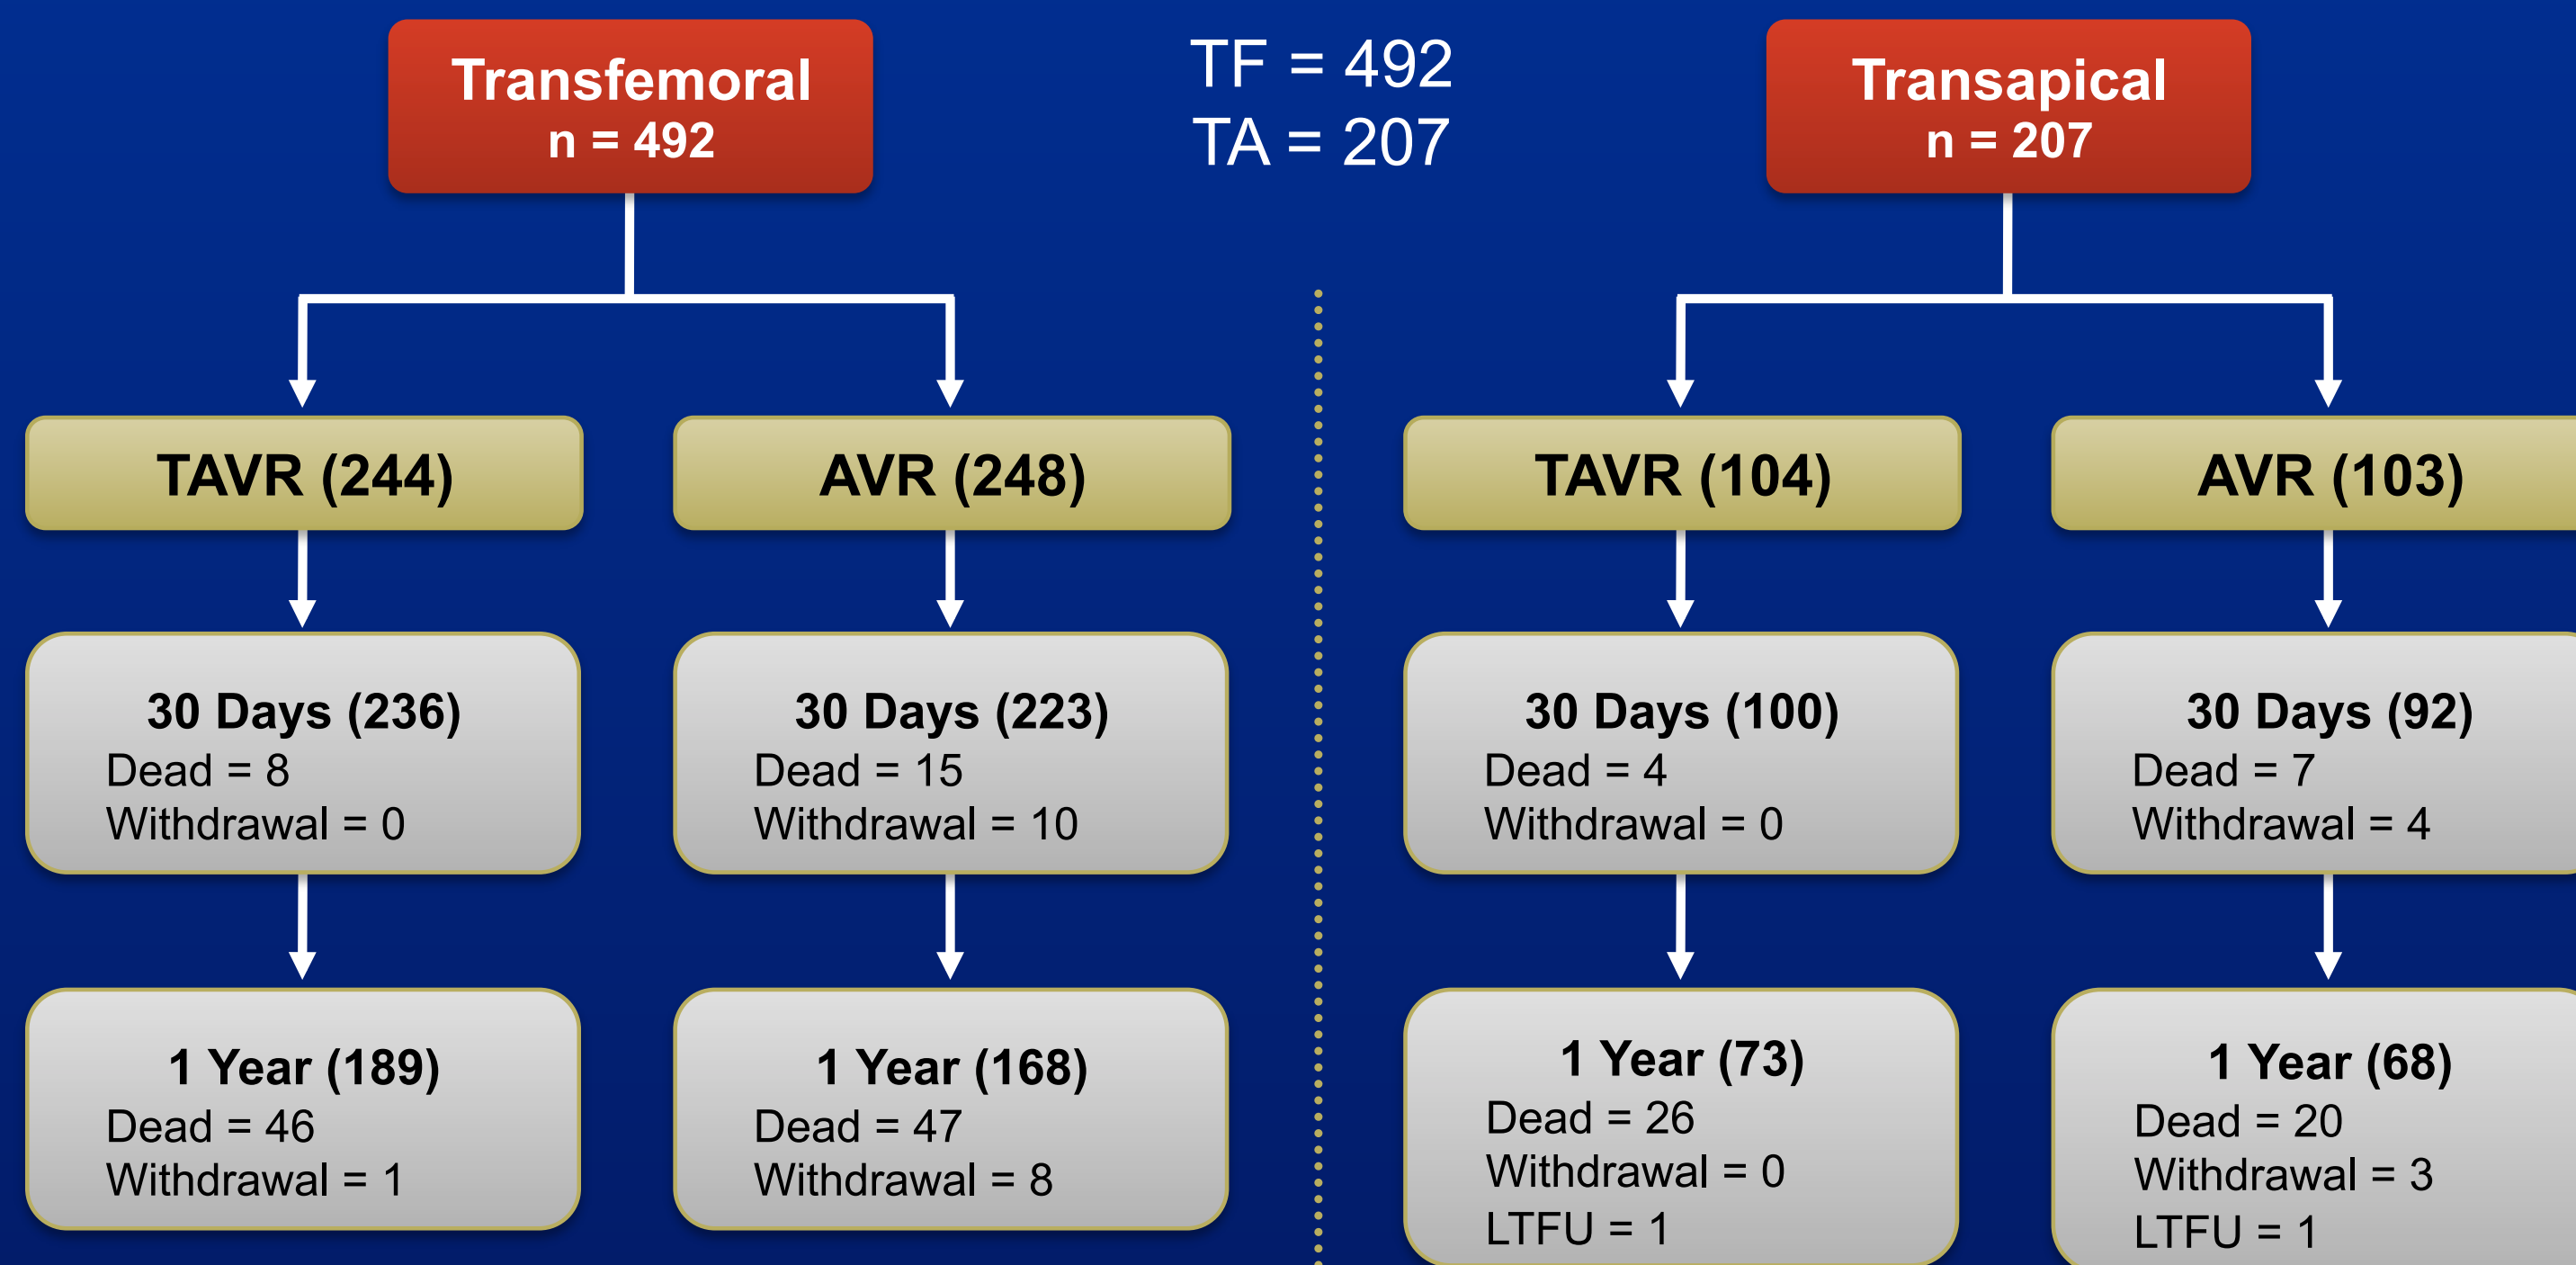 Transfemoral
n = 492
TF = 492
TA = 207
Transapical
n = 207
TAVR (244)
AVR (248)
TAVR (104)
AVR (103)
30 Days (236)
Dead = 8
Withdrawal = 0
30 Days (223)
Dead = 15
Withdrawal = 10
30 Days (100)
Dead = 4
Withdrawal = 0
30 Days (92)
Dead = 7
Withdrawal = 4
1 Year (189)
Dead = 46
Withdrawal = 1
1 Year (168)
Dead = 47
Withdrawal = 8
1 Year (73)
Dead = 26
Withdrawal = 0
LTFU = 1
1 Year (68)
Dead = 20
Withdrawal = 3
LTFU = 1